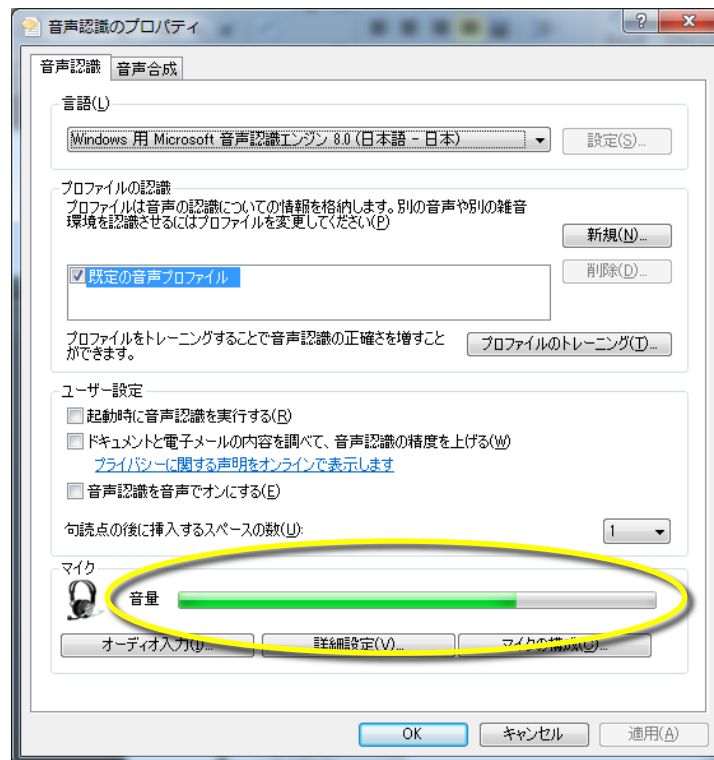 音声認識のプロパティ
?
音声認識
音声合成
言語(L)
Windows 用 Microsoft 音声認識エンジン 8.0 (日本語 - 日本)
設定(S)...
プロファイルの認識
プロファイルは音声の認識についての情報を格納します。別の音声や別の雑音
環境を認識させるにはプロファイルを変更してください(P)
新規(N)...
既定の音声プロファイル
削除(D)...
プロファイルをトレーニングすることで音声認識の正確さを増すこと
ができます。
プロファイルのトレーニング(T)...
ユーザー設定
起動時に音声認識を実行する(R)
ドキュメントと電子メールの内容を調べて、音声認識の精度を上げる(W)
プライバシーに関する声明をオンラインで表示します
音声認識を音声でオンにする(E)
句読点の後に挿入するスペースの数(U):
1
マイク
音量
オーディオ入力(I)...
詳細設定(V)...
マイクの構成(C)...
OK
キャンセル
適用(A)